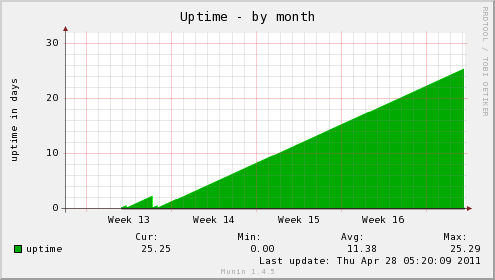 Uptime - by month
RRDTOOL / TOBI OETIKER
uptime in days
30
20
10
0
Week 13 Week 14 Week 15 Week 16
Cur: Min: Avg: Max:
uptime 25.25 0.00 11.38 25.29
Last update: Thu Apr 28 05:20:09 2011
Munin 1.4.5